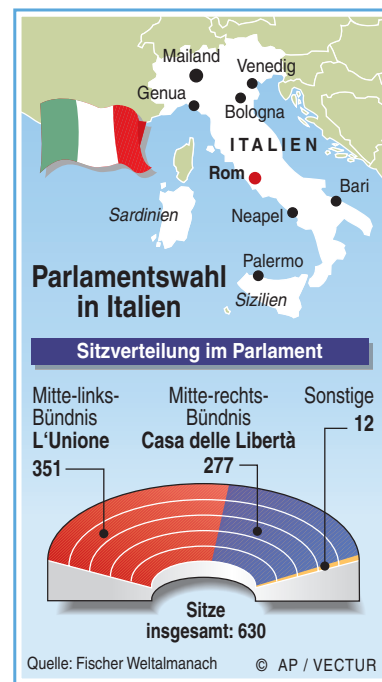 Mailand
Venedig
Genua
Bologna
ITALIEN
Rom
Bari
Sardinien
Neapel
Palermo
Sizilien
Parlamentswahl
in Italien
Sitzverteilung im Parlament
Mitte-links-
Bündnis
L‘Unione
351
Mitte-rechts-
Bündnis
Casa delle Libertà
277
Sonstige
12
Sitze
insgesamt: 630
Quelle: Fischer Weltalmanach © AP / VECTUR